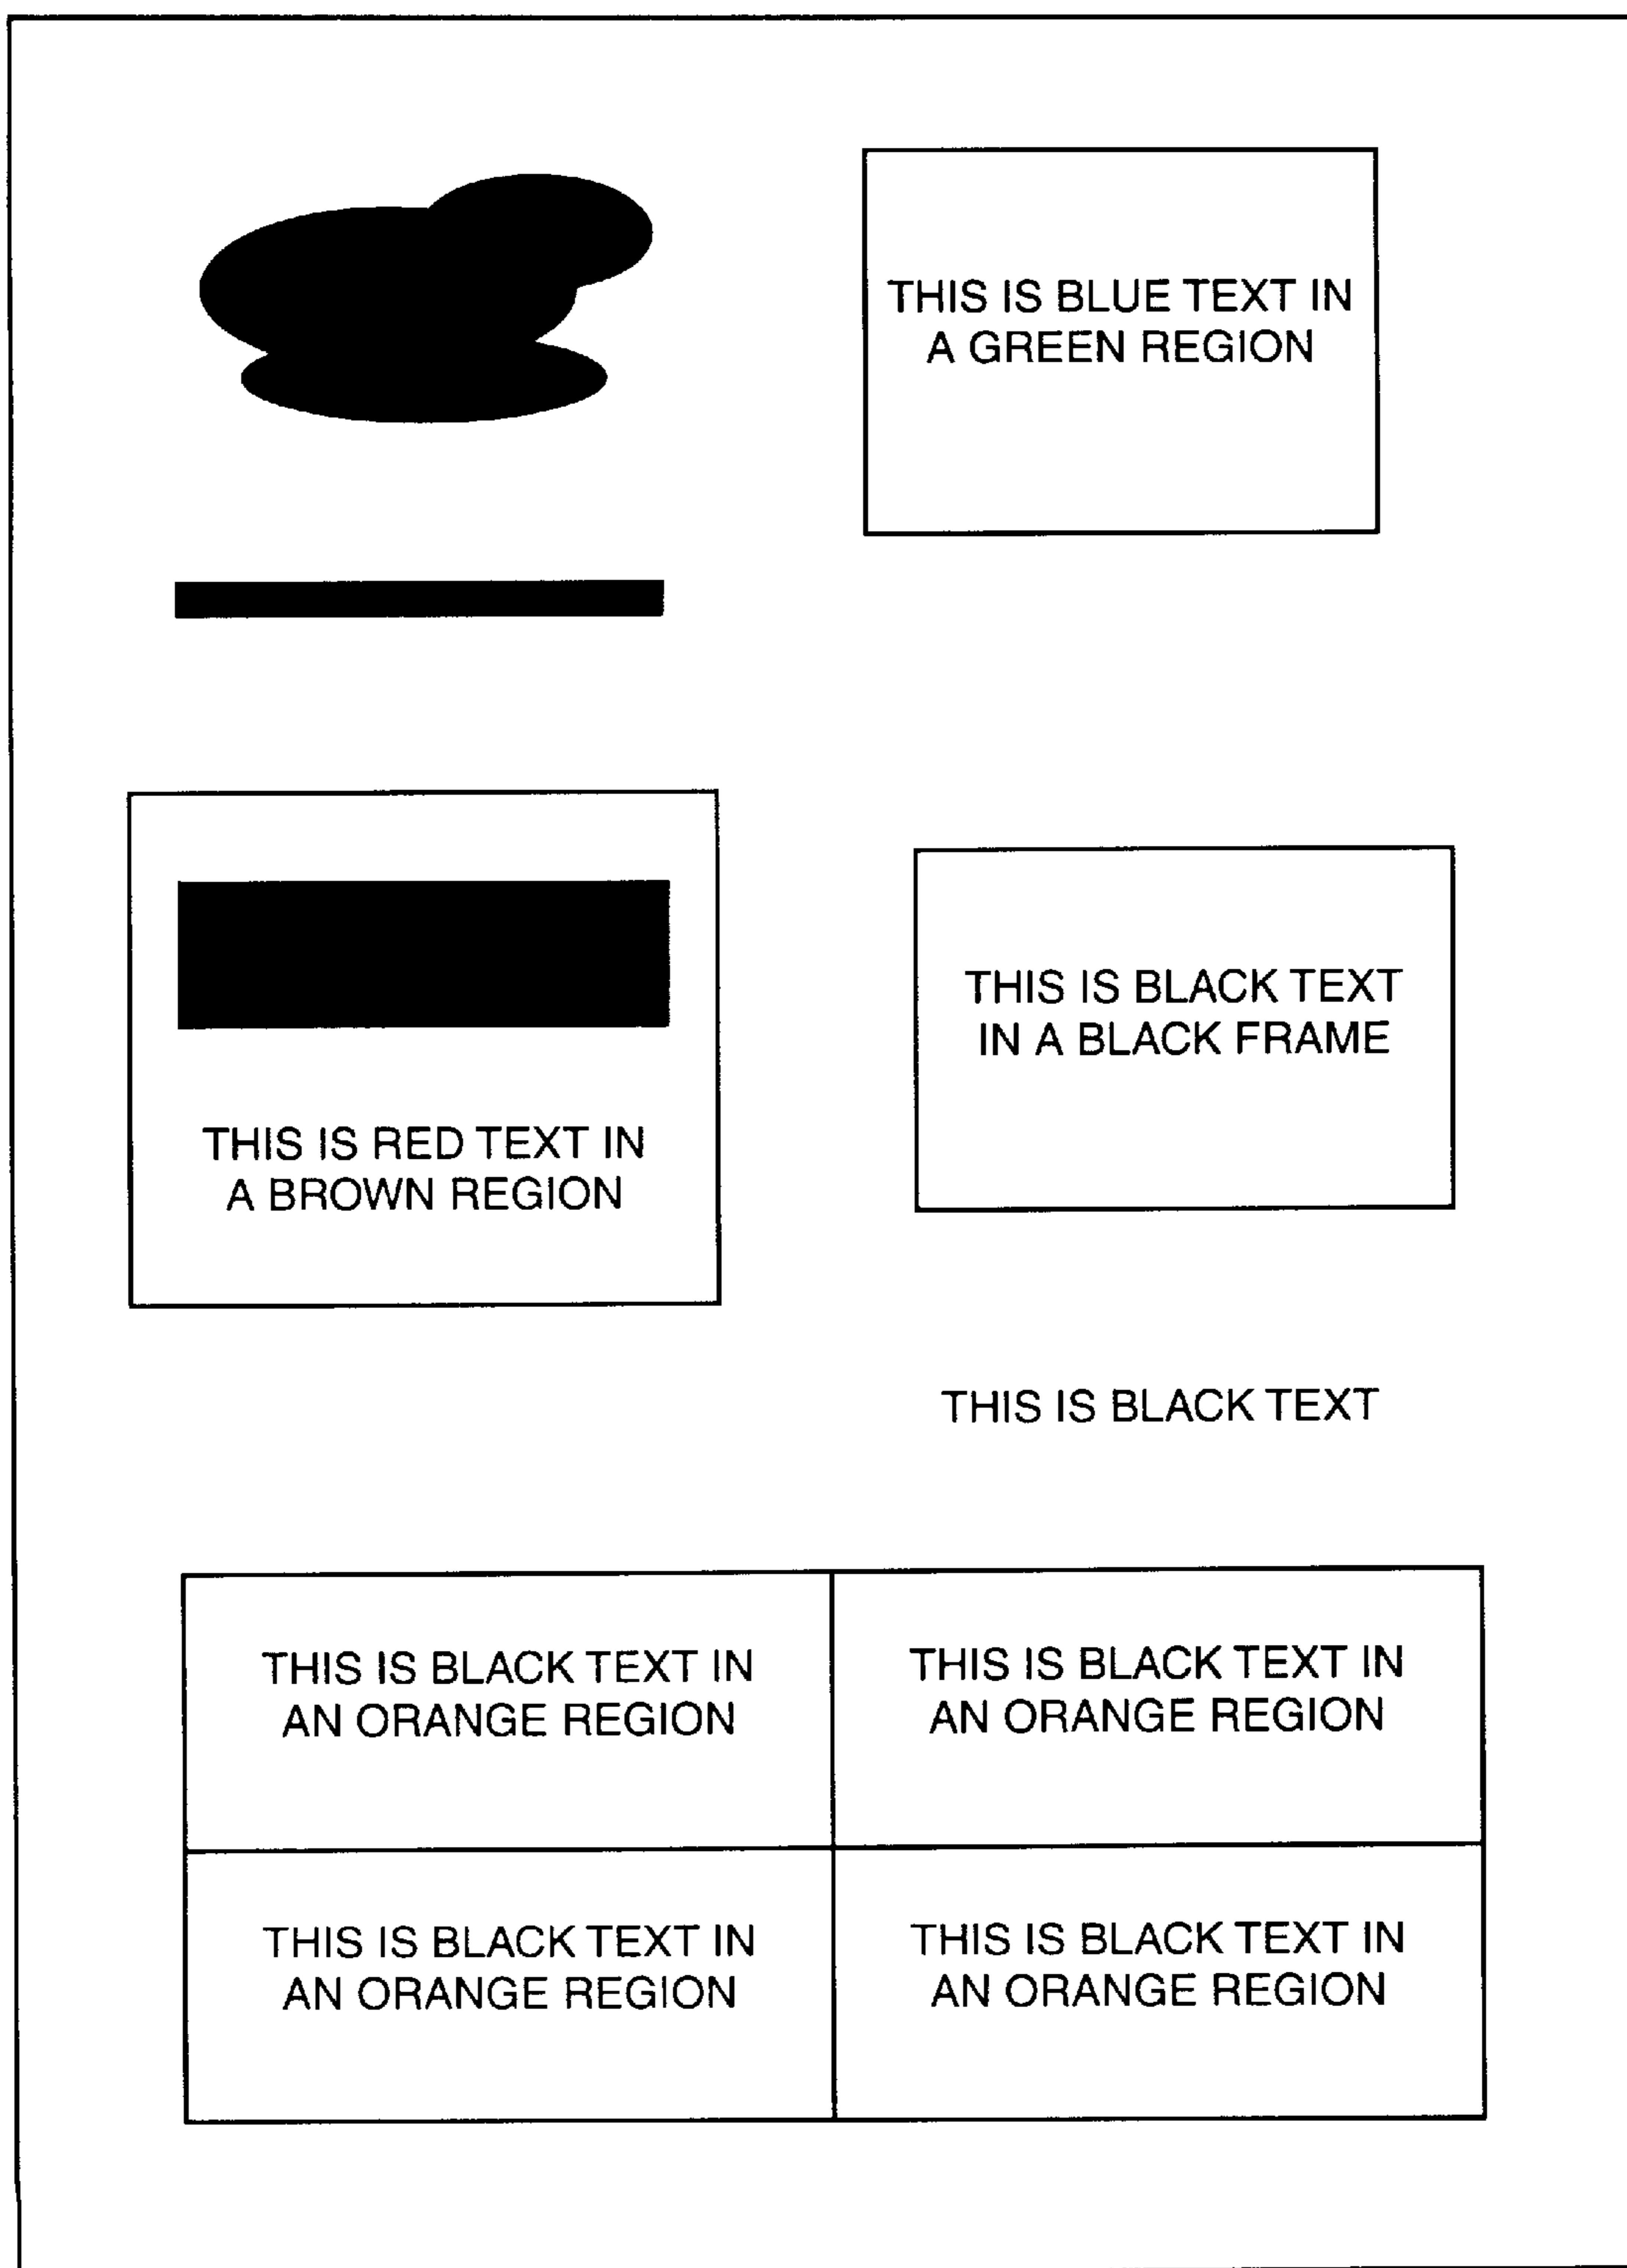 THIS IS BLUE TEXT IN
A GREEN REGION
THIS IS RED TEXT IN
A BROWN REGION
THIS IS BLACK TEXT
IN A BLACK FRAME
THIS IS BLACK TEXT
THIS IS BLACK TEXT IN
AN ORANGE REGION
THIS IS BLACK TEXT IN
AN ORANGE REGION
THIS IS BLACK TEXT IN
AN ORANGE REGION
THIS IS BLACK TEXT IN
AN ORANGE REGION